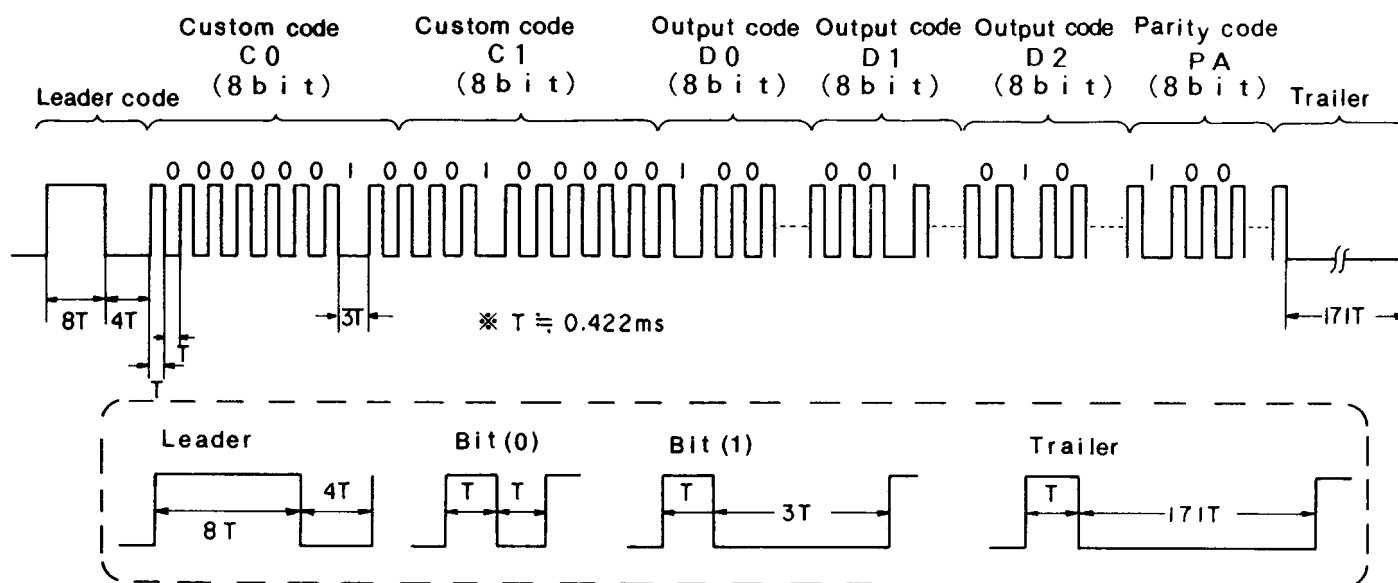 Custom code Custom code Output code Output code Output code Parity code
C0 C1 D0 D1 D2 PA
(8bit) (8bit) (8bit) (8bit) (8bit) (8bit)
Leader code Trailer
0 0 0 0 0 0 1 0 0 0 1 0 0 0 0 0 1 0 0 0 0 1 0 1 0 1 0 0
8T 4T 3T ※ T ≒ 0.422ms 171T
T
T
Leader Bit(0) Bit(1) Trailer
4T T T T T
8T 3T 171T